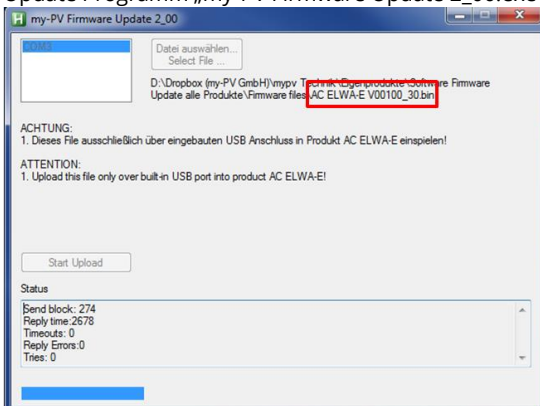 Update Programm „my-PV Firmware Update 2_00.exe
my-PV Firmware Update 2_00
COM3
Datei auswählen...
Select File ...
D:\Dropbox (my-PV GmbH)\mypv Technik\Eigenprodukte\Software Firmware
Update alle Produkte\Firmware files\AC ELWA-E V00100_30.bin
ACHTUNG:
1. Dieses File ausschließlich über eingebauten USB Anschluss in Produkt AC ELWA-E einspielen!
ATTENTION:
1. Upload this file only over built-in USB port into product AC ELWA-E!
Start Upload
Status
Send block: 274
Reply time:2678
Timeouts: 0
Reply Errors:0
Tries: 0